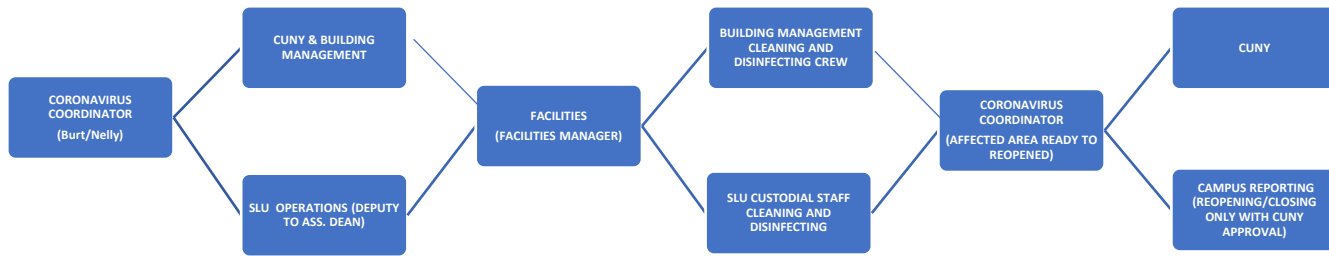 CORONAVIRUS
COORDINATOR
(Burt/Nelly)
CUNY & BUILDING
MANAGEMENT
SLU OPERATIONS (DEPUTY
TO ASS. DEAN)
FACILITIES
(FACILITIES MANAGER)
BUILDING MANAGEMENT
CLEANING AND
DISINFECTING CREW
SLU CUSTODIAL STAFF
CLEANING AND
DISINFECTING
CORONAVIRUS
COORDINATOR
(AFFECTED AREA READY TO
REOPENED)
CUNY
CAMPUS REPORTING
(REOPENING/CLOSING
ONLY WITH CUNY
APPROVAL)